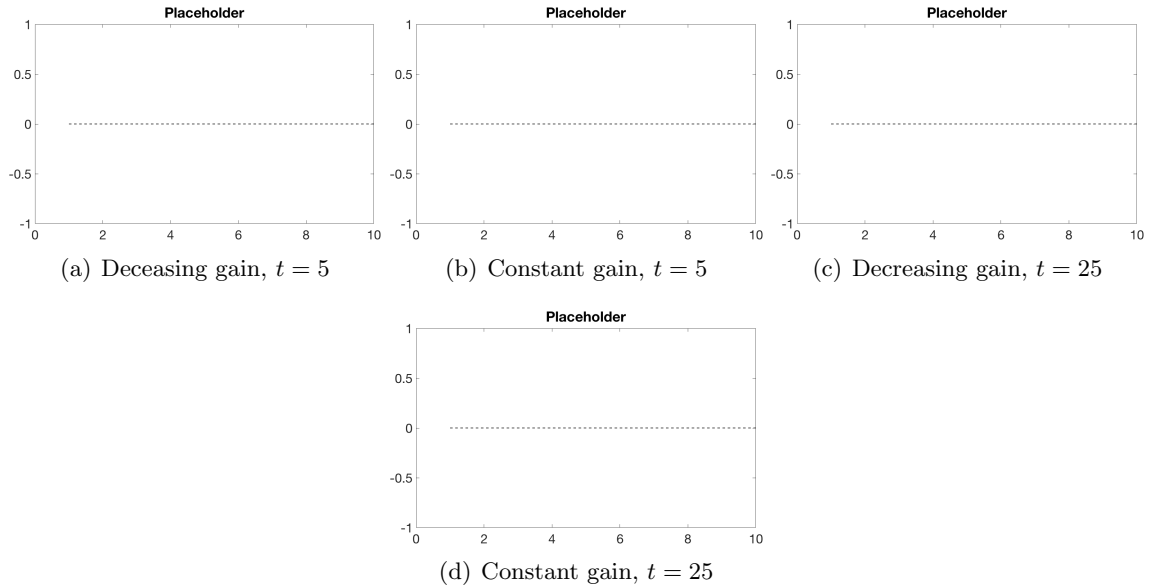 Placeholder Placeholder Placeholder
1 1 1
0.5 0.5 0.5
0 0 0
-0.5 -0.5 -0.5
-1 -1 -1
0 2 4 6 8 10 0 2 4 6 8 10 0 2 4 6 8 10
(a) Deceasing gain, t = 5 (b) Constant gain, t = 5 (c) Decreasing gain, t = 25
Placeholder
1
0.5
0
-0.5
-1
0 2 4 6 8 10
(d) Constant gain, t = 25